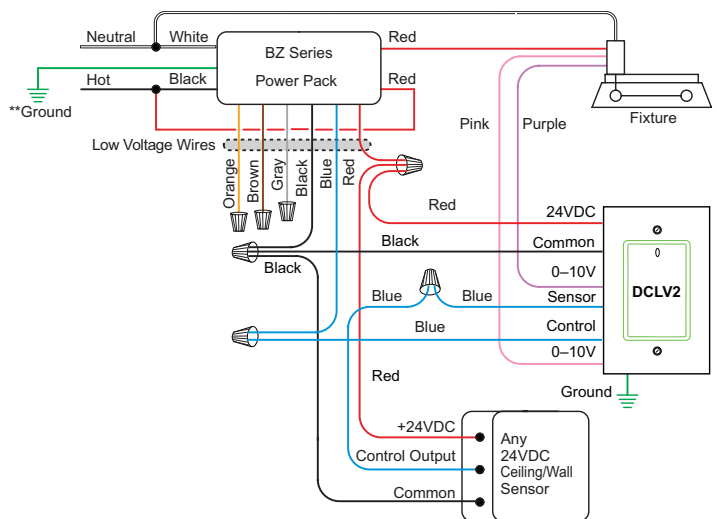 Neutral
White
BZ Series
Power Pack
Red
Hot
Black
Red
**Ground
Fixture
Low Voltage Wires
Orange
Brown
Gray
Black
Blue
Red
Pink
Purple
Red
24VDC
Black
Common
Black
0–10V
Blue
Blue
Sensor
DCLV2
Blue
Control
0–10V
Red
Ground
+24VDC
Any
24VDC
Ceiling/Wall
Sensor
Control Output
Common